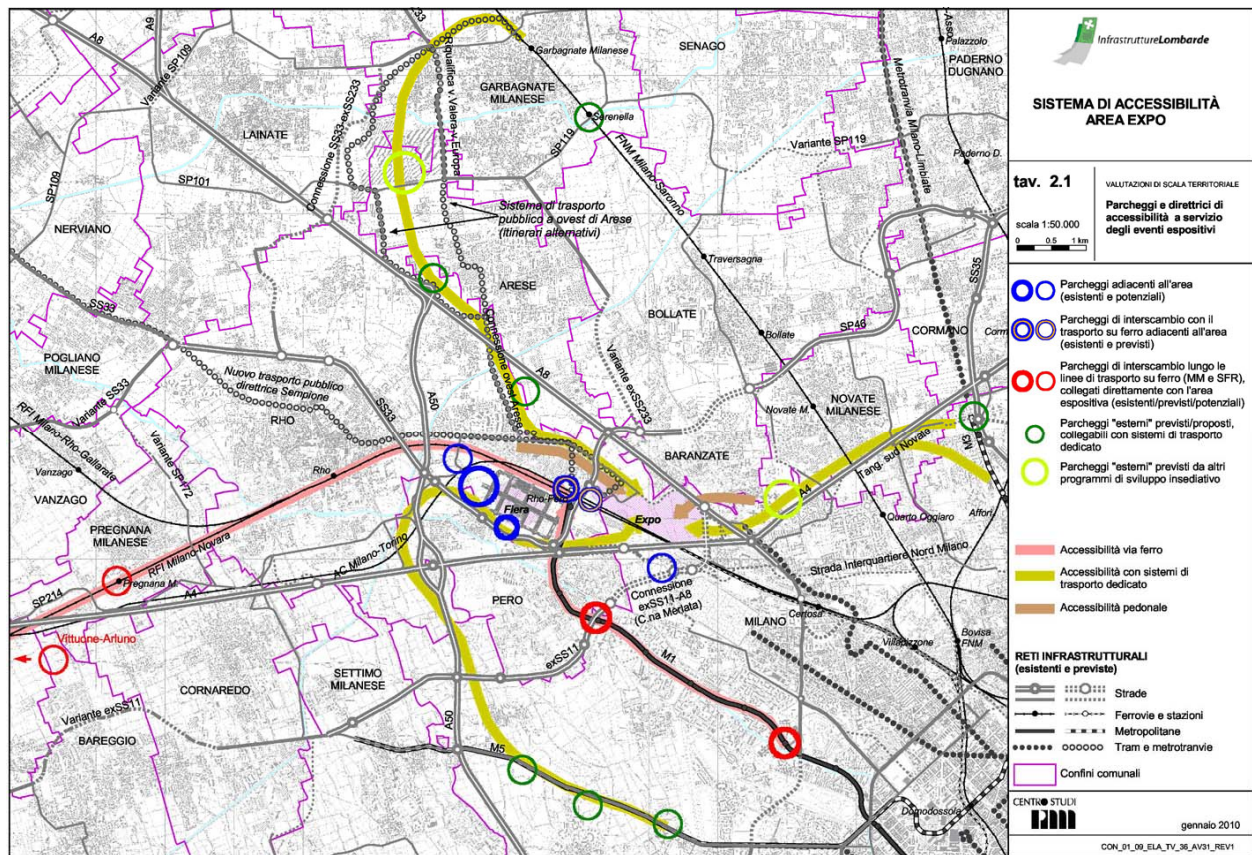 InfrastruttureLombarde
SISTEMA DI ACCESSIBILITÀ
AREA EXPO
tav. 2.1
scala 1:50.000
0 0.5 1 km
VALUTAZIONI DI SCALA TERRITORIALE
Parcheggi e direttrici di
accessibilità a servizio
degli eventi espositivi
Parcheggi adiacenti all'area
(esistenti e potenziali)
Parcheggi di interscambio con il
trasporto su ferro adiacenti all'area
(esistenti e previsti)
Parcheggi di interscambio lungo le
linee di trasporto su ferro (MM e SFR),
collegati direttamente con l'area
espositiva (esistenti/previsti/potenziali)
Parcheggi "esterni" previsti/proposti,
collegabili con sistemi di trasporto
dedicato
Parcheggi "esterni" previsti da altri
programmi di sviluppo insediativo
Accessibilità via ferro
Accessibilità con sistemi di
trasporto dedicato
Accessibilità pedonale
RETI INFRASTRUTTURALI
(esistenti e previste)
Strade
Ferrovie e stazioni
Metropolitane
Tram e metrotranvie
Confini comunali
CENTRO STUDI
PIM
gennaio 2010
CON_01_09_ELA_TV_36_AV31_REV1
A8
A9
Variante SP109
Connessione SS33-exSS233
Riqualifica v.Valera-v.Europa
Garbagnate Milanese
SENAGO
Palazzolo
PADERNO
DUGNANO
GARBAGNATE
MILANESE
Serenella
LAINATE
SP119
Variante SP119
Paderno D.
Metrotranvia Milano-Limbiate
FNM Milano-Saronno
SP101
SP109
Sistema di trasporto
pubblico a ovest di Arese
(Itinerari alternativi)
NERVIANO
Traversagna
SS35
ARESE
BOLLATE
SS33
Connessione ovest Arese
Bollate
SP46
CORMANO
POGLIANO
MILANESE
Variante SS33
Nuovo trasporto pubblico
direttrice Sempione
A8
Variante exSS233
SS33
A50
NOVATE
MILANESE
Novate M.
RHO
RFI Milano-Rho-Gallarate
Variante SP172
BARANZATE
Tang. sud Novate
M3
Vanzago
Rho
VANZAGO
Rho-Fiera
A4
Affori
Fiera
Expo
Quarto Oggiaro
PREGNANA
MILANESE
RFI Milano-Novara
AC Milano-Torino
Strada Interquartiere Nord Milano
Pregnana M.
SP214
A4
PERO
Connessione
exSS11-A8
(C.na Merlata)
MILANO
Certosa
Villapizzone
Bovisa
FNM
Vittuone-Arluno
M1
SETTIMO
MILANESE
exSS11
CORNAREDO
Variante exSS11
BAREGGIO
A50
M5
Domodossola